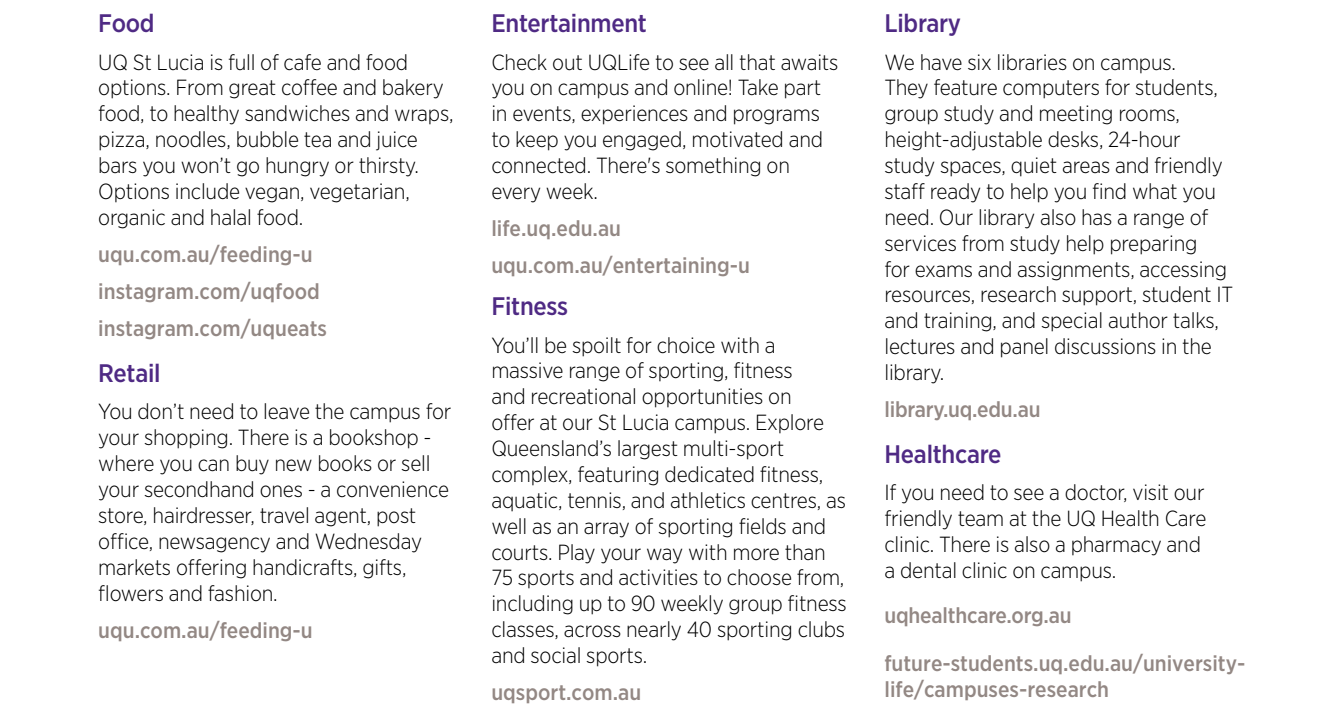 Food
UQ St Lucia is full of cafe and food
options. From great coffee and bakery
food, to healthy sandwiches and wraps,
pizza, noodles, bubble tea and juice
bars you won’t go hungry or thirsty.
Options include vegan, vegetarian,
organic and halal food.
uqu.com.au/feeding-u
instagram.com/uqfood
instagram.com/uqueats
Retail
You don’t need to leave the campus for
your shopping. There is a bookshop -
where you can buy new books or sell
your secondhand ones - a convenience
store, hairdresser, travel agent, post
office, newsagency and Wednesday
markets offering handicrafts, gifts,
flowers and fashion.
uqu.com.au/feeding-u
Entertainment
Check out UQLife to see all that awaits
you on campus and online! Take part
in events, experiences and programs
to keep you engaged, motivated and
connected. There's something on
every week.
life.uq.edu.au
uqu.com.au/entertaining-u
Fitness
You’ll be spoilt for choice with a
massive range of sporting, fitness
and recreational opportunities on
offer at our St Lucia campus. Explore
Queensland’s largest multi-sport
complex, featuring dedicated fitness,
aquatic, tennis, and athletics centres, as
well as an array of sporting fields and
courts. Play your way with more than
75 sports and activities to choose from,
including up to 90 weekly group fitness
classes, across nearly 40 sporting clubs
and social sports.
uqsport.com.au
Library
We have six libraries on campus.
They feature computers for students,
group study and meeting rooms,
height-adjustable desks, 24-hour
study spaces, quiet areas and friendly
staff ready to help you find what you
need. Our library also has a range of
services from study help preparing
for exams and assignments, accessing
resources, research support, student IT
and training, and special author talks,
lectures and panel discussions in the
library.
library.uq.edu.au
Healthcare
If you need to see a doctor, visit our
friendly team at the UQ Health Care
clinic. There is also a pharmacy and
a dental clinic on campus.
uqhealthcare.org.au
future-students.uq.edu.au/university-
life/campuses-research